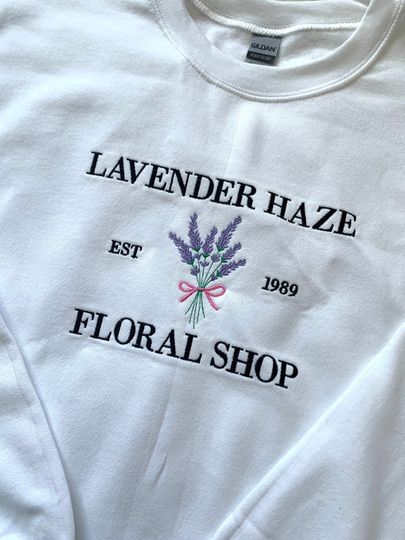 GILDAN
LAVENDER HAZE
EST
1989
FLORAL SHOP